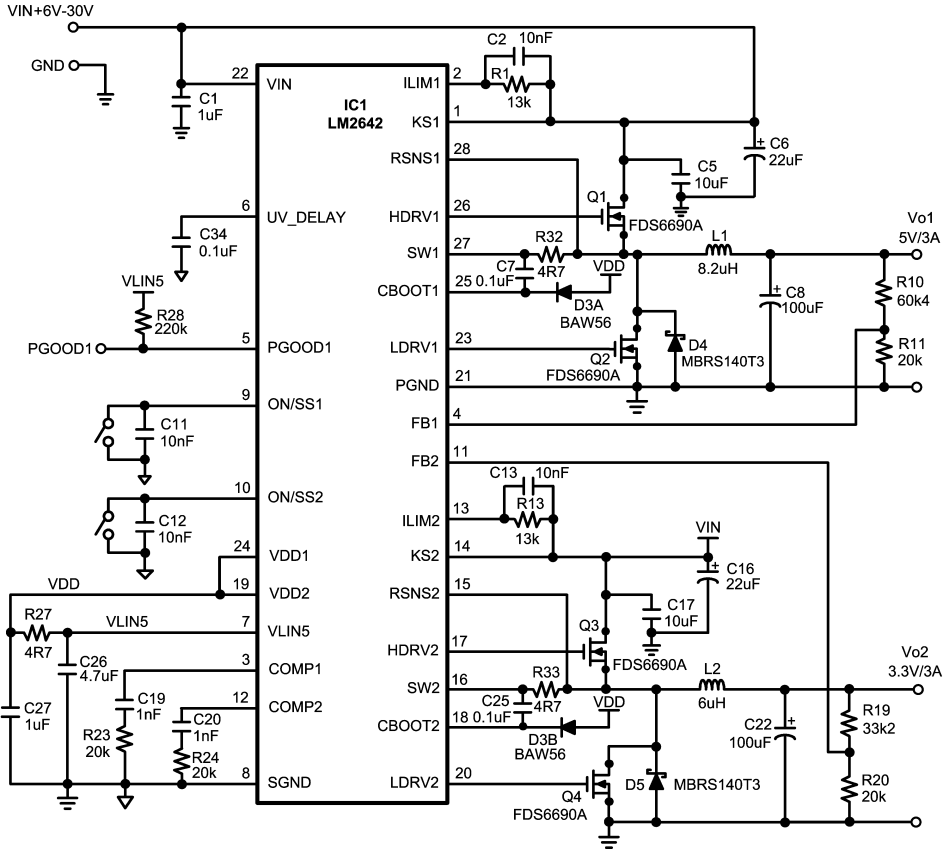 VIN+6V-30V
GND
22
VIN
C1
1uF
IC1
LM2642
6
UV_DELAY
C34
0.1uF
VLIN5
R28
220k
PGOOD1
5
PGOOD1
9
ON/SS1
C11
10nF
10
ON/SS2
C12
10nF
24
VDD1
VDD
19
VDD2
R27
4R7
VLIN5
7
VLIN5
C26
4.7uF
3
COMP1
C19
1nF
12
COMP2
C27
1uF
C20
1nF
R23
20k
R24
20k
8
SGND
ILIM1
2
C2
10nF
R1
13k
KS1
1
C6
22uF
RSNS1
28
C5
10uF
HDRV1
26
Q1
FDS6690A
SW1
27
R32
4R7
C7
0.1uF
VDD
L1
8.2uH
Vo1
5V/3A
CBOOT1
25
D3A
BAW56
C8
100uF
R10
60k4
LDRV1
23
Q2
FDS6690A
D4
MBRS140T3
R11
20k
PGND
21
FB1
4
FB2
11
C13
10nF
ILIM2
13
R13
13k
KS2
14
VIN
C16
22uF
RSNS2
15
C17
10uF
HDRV2
17
Q3
FDS6690A
SW2
16
R33
4R7
C25
0.1uF
VDD
L2
6uH
Vo2
3.3V/3A
CBOOT2
18
D3B
BAW56
C22
100uF
R19
33k2
LDRV2
20
Q4
FDS6690A
D5
MBRS140T3
R20
20k